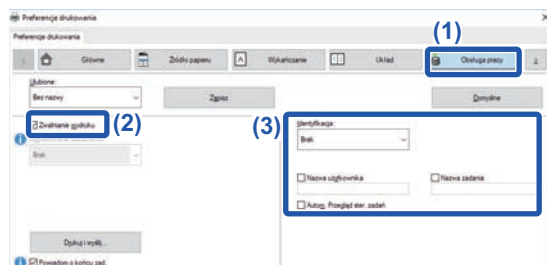 Preferencje drukowania
Preferencje drukowania
(1)
Główne
Źródło papieru
Wykańczanie
Układ
Obsługa pracy
Ulubione:
Bez nazwy
Zapisz
Domyślne
Zwalnianie wydruku
(2)
Brak
Drukuj i wyślij...
Powiadom o końcu zad.
(3)
Identyfikacja:
Brak
Nazwa użytkownika
Nazwa zadania
Autom. Przegląd ster. zadań